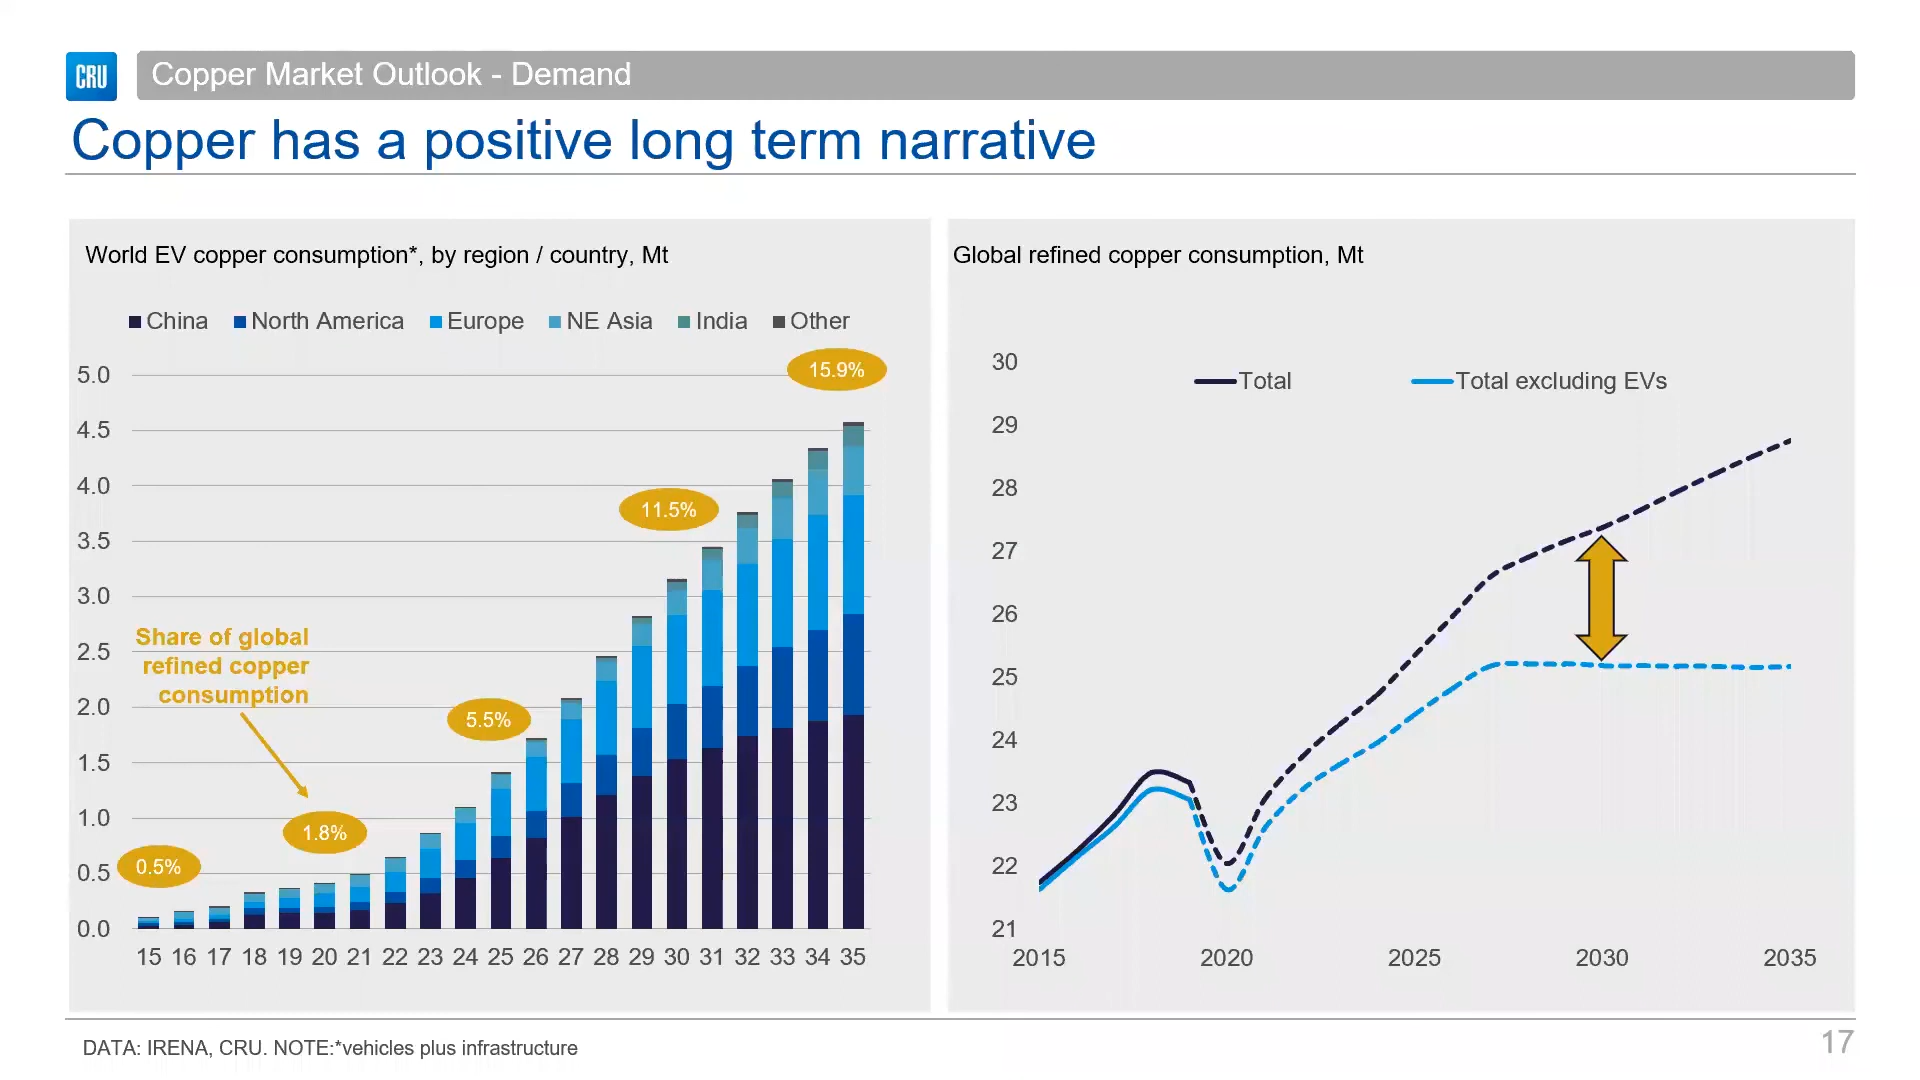 CRU
Copper Market Outlook - Demand
Copper has a positive long term narrative
World EV copper consumption*, by region / country, Mt
China North America Europe NE Asia India Other
5.0
4.5
4.0
3.5
3.0
2.5
2.0
1.5
1.0
0.5
0.0
15.9%
11.5%
5.5%
1.8%
0.5%
Share of global
refined copper
consumption
15 16 17 18 19 20 21 22 23 24 25 26 27 28 29 30 31 32 33 34 35
Global refined copper consumption, Mt
Total Total excluding EVs
30
29
28
27
26
25
24
23
22
21
2015 2020 2025 2030 2035
DATA: IRENA, CRU. NOTE:*vehicles plus infrastructure
17